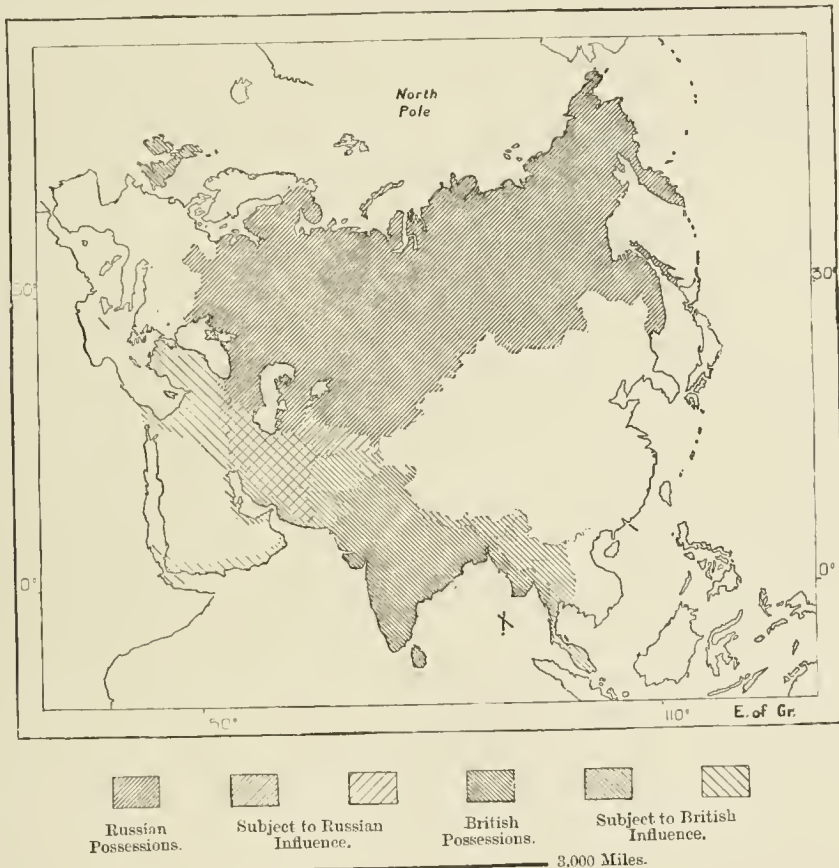 North
Pole
50°
30°
0°
0°
50°
110°
E. of Gr.
Russian
Possessions.
Subject to Russian
Influence.
British
Possessions.
Subject to British
Influence.
3,000 Miles.